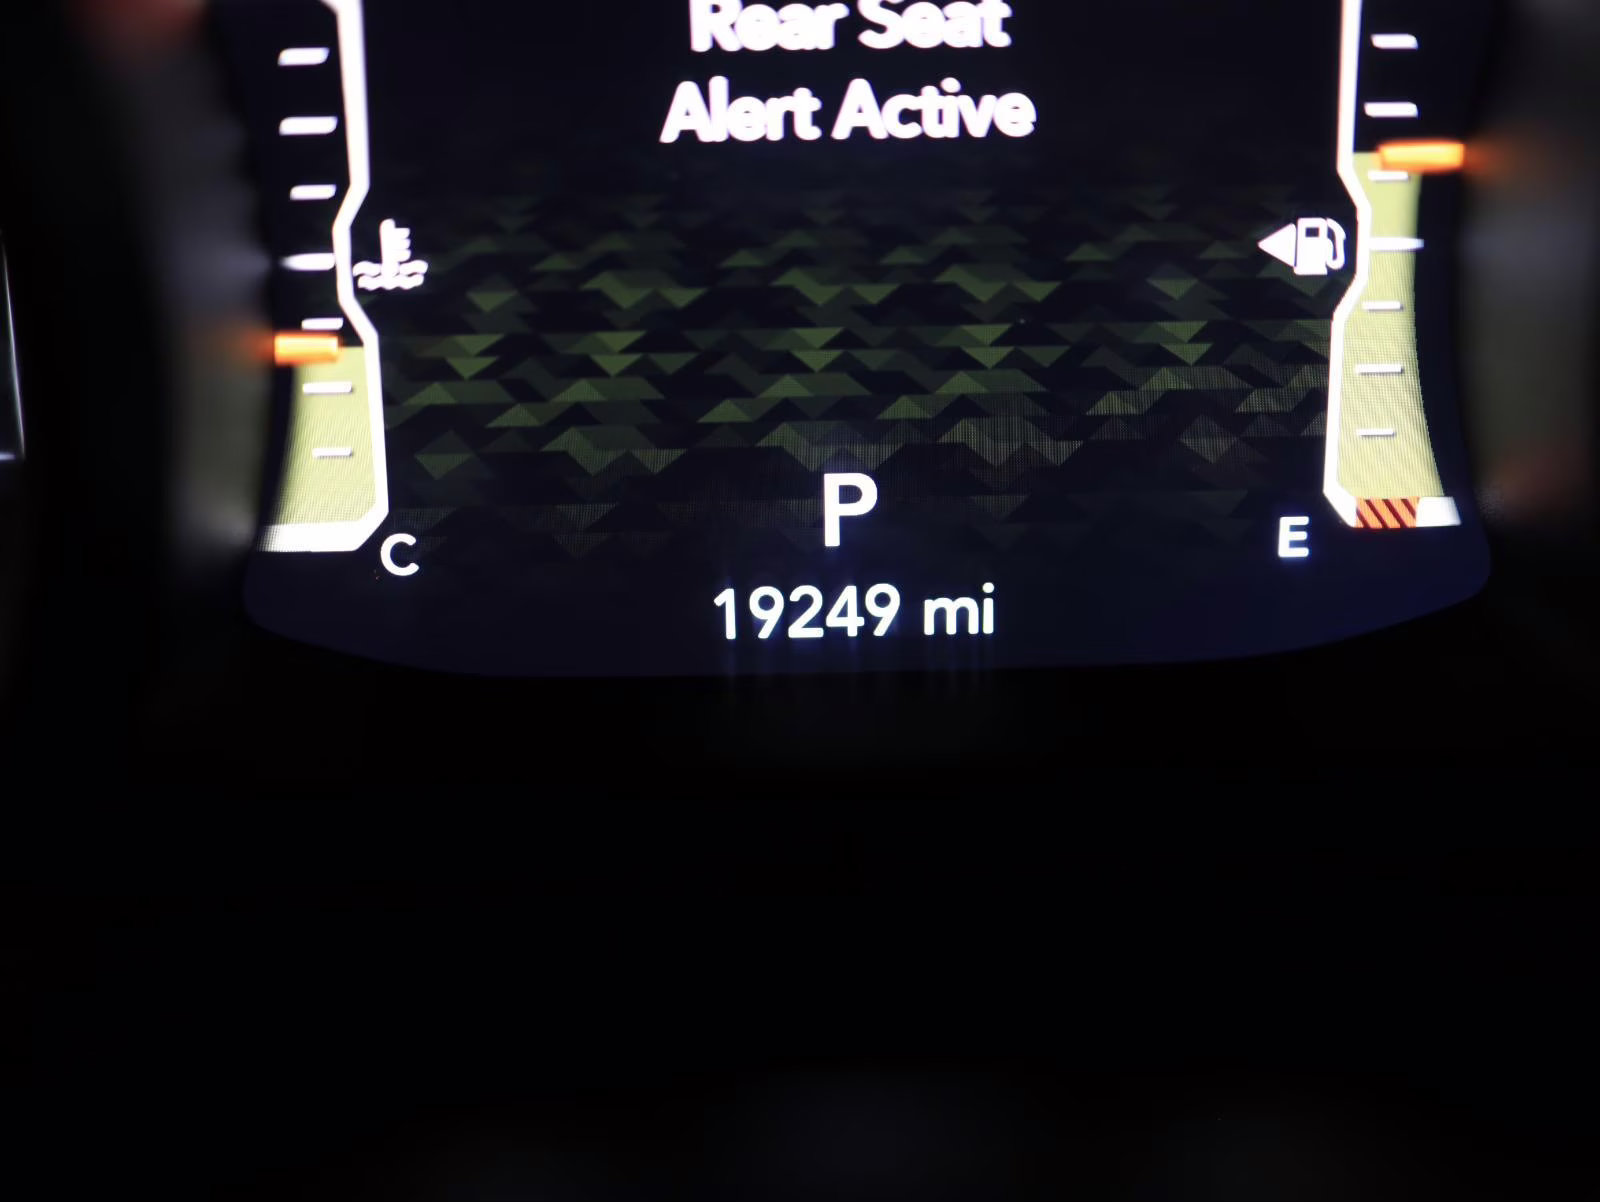 Rear Seat
Alert Active
P
C
E
19249 mi